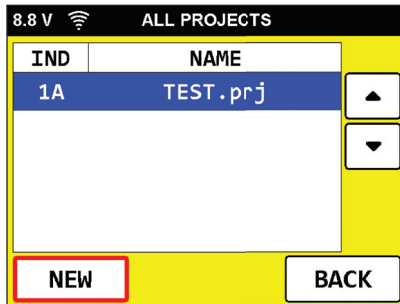 8.8 V ALL PROJECTS
IND NAME
1A TEST.prj
NEW BACK